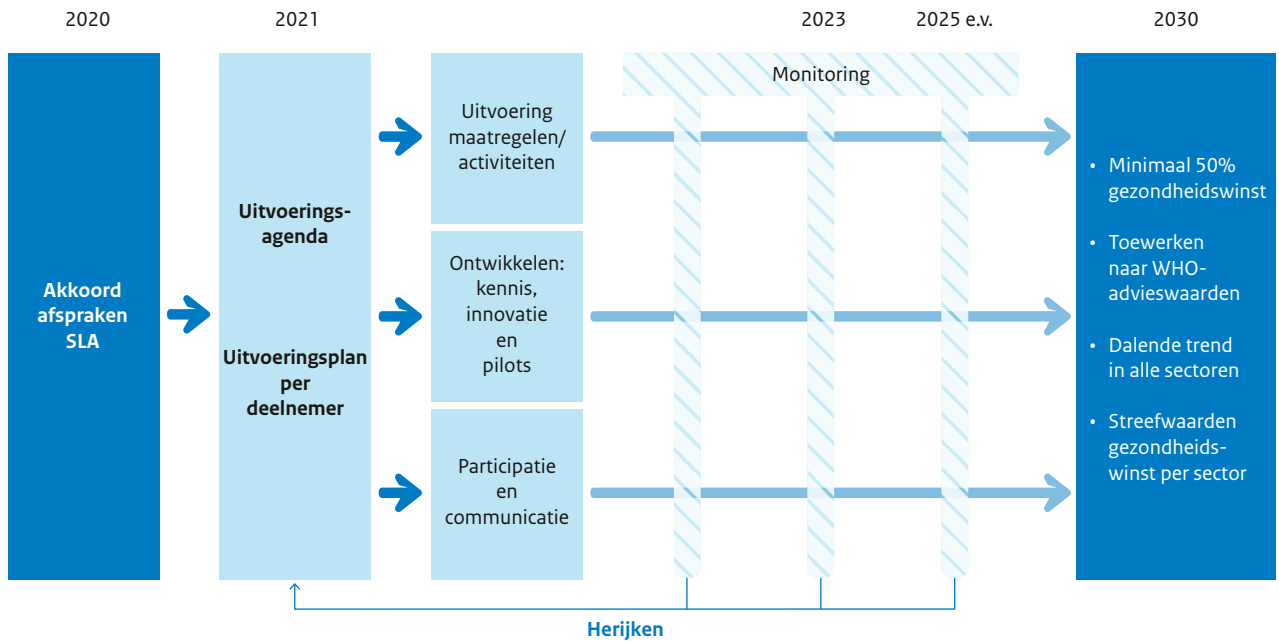 2020
2021
2023
2025 e.v.
2030
Akkoord
afspraken
SLA
Uitvoerings-
agenda
Uitvoeringsplan
per
deelnemer
Uitvoering
maatregelen/
activiteiten
Ontwikkelen:
kennis,
innovatie
en
pilots
Participatie
en
communicatie
Monitoring
• Minimaal 50%
gezondheidswinst
• Toewerken
naar WHO-
advieswaarden
• Dalende trend
in alle sectoren
• Streefwaarden
gezondheids-
winst per sector
Herijken